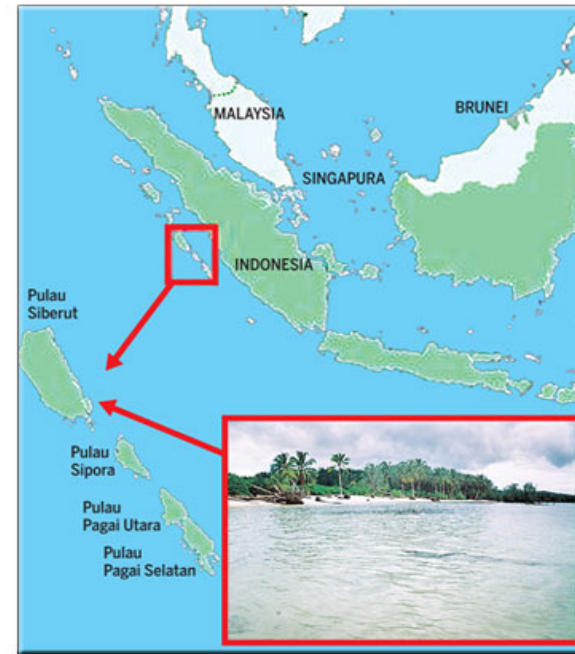 MALAYSIA
BRUNEI
SINGAPURA
INDONESIA
Pulau
Siberut
Pulau
Sipora
Pulau
Pagai Utara
Pulau
Pagai Selatan